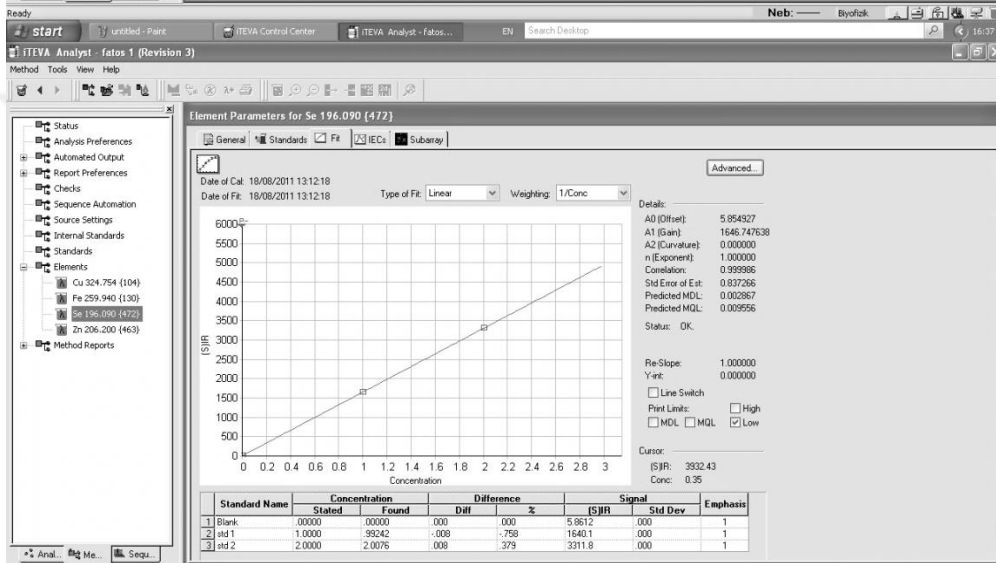 Ready
Neb: ——
Biyofizik
start
untitled - Paint
iTEVA Control Center
iTEVA Analyst - fatos...
EN
Search Desktop
16:37
iTEVA Analyst - fatos 1 (Revision 3)
Method Tools View Help
Status
Analysis Preferences
Automated Output
Report Preferences
Checks
Sequence Automation
Source Settings
Internal Standards
Standards
Elements
Cu 324.754 {104}
Fe 259.940 {130}
Se 196.090 {472}
Zn 206.200 {463}
Method Reports
Anal... Me... Sequ...
Element Parameters for Se 196.090 {472}
General Standards Fit IECs Subarray
Advanced...
Date of Cal: 18/08/2011 13:12:18
Date of Fit: 18/08/2011 13:12:18 Type of Fit: Linear Weighting: 1/Conc
6000
5500
5000
4500
4000
3500
3000
2500
2000
1500
1000
500
0
(S)IR
0 0.2 0.4 0.6 0.8 1 1.2 1.4 1.6 1.8 2 2.2 2.4 2.6 2.8 3
Concentration
Details:
A0 (Offset): 5.854927
A1 (Gain): 1646.747638
A2 (Curvature): 0.000000
n (Exponent): 1.000000
Correlation: 0.999986
Std Error of Est: 0.837266
Predicted MDL: 0.002867
Predicted MQL: 0.009556
Status: OK.
Re-Slope: 1.000000
Y-int: 0.000000
Line Switch
Print Limits: High
MDL MQL Low
Cursor:
(S)IR: 3932.43
Conc: 0.35
Standard Name Concentration Difference Signal Emphasis
Stated Found Diff % (S)IR Std Dev
1 Blank .00000 .00000 .000 .000 5.8612 .000 1
2 std 1 1.0000 .99242 -.008 -.758 1640.1 .000 1
3 std 2 2.0000 2.0076 .008 .379 3311.8 .000 1